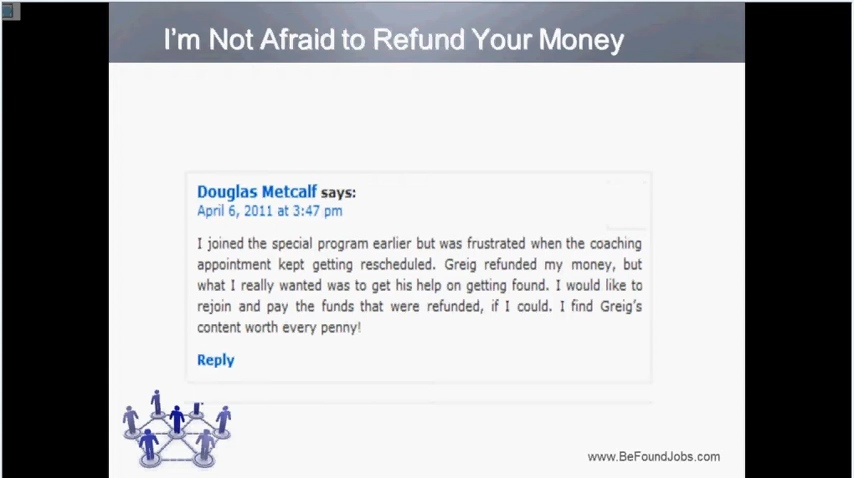 I'm Not Afraid to Refund Your Money
Douglas Metcalf says:
April 6, 2011 at 3:47 pm
I joined the special program earlier but was frustrated when the coaching
appointment kept getting rescheduled. Greig refunded my money, but
what I really wanted was to get his help on getting found. I would like to
rejoin and pay the funds that were refunded, if I could. I find Greig's
content worth every penny!
Reply
www.BeFoundJobs.com